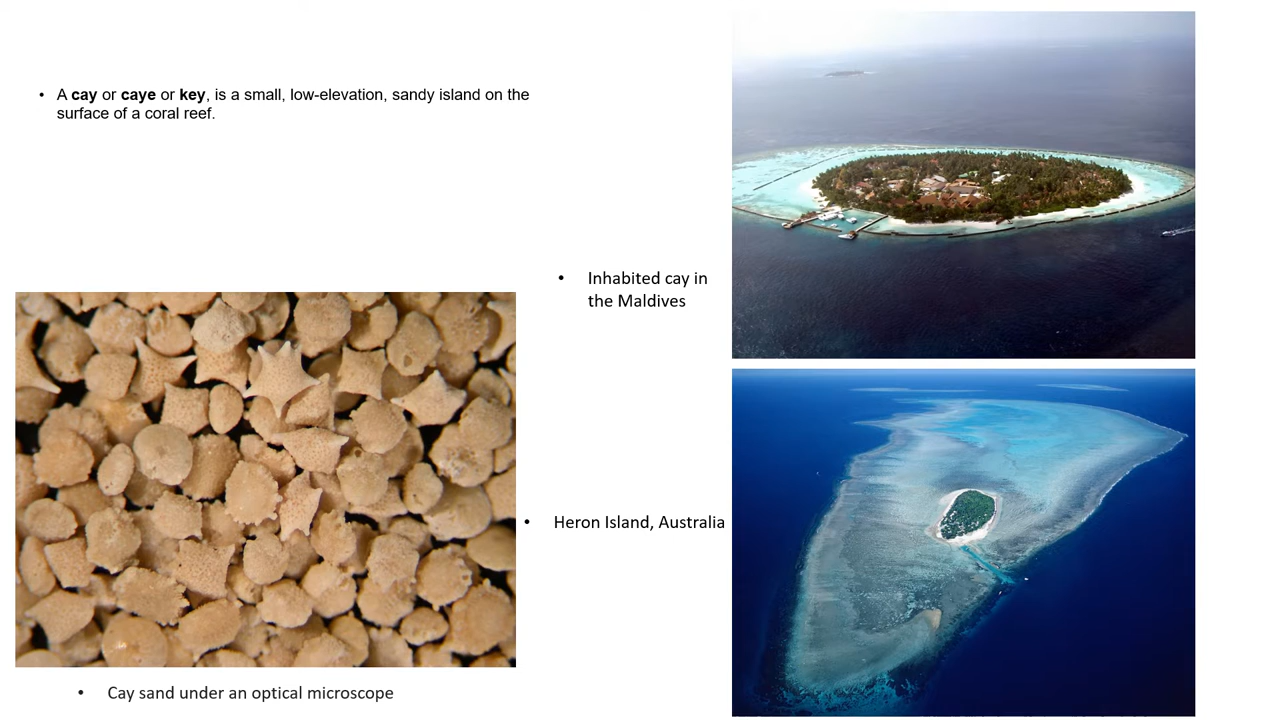 • A cay or caye or key, is a small, low-elevation, sandy island on the
surface of a coral reef.
• Inhabited cay in
the Maldives
• Heron Island, Australia
• Cay sand under an optical microscope